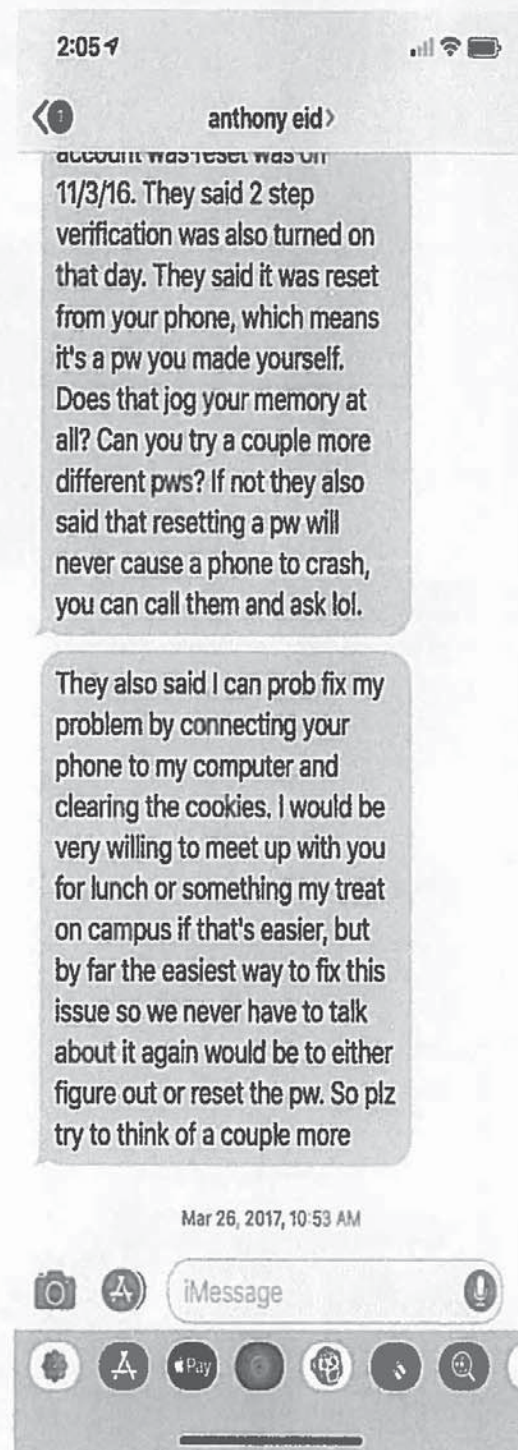 2:05
1
anthony eid >
account was reset was on
11/3/16. They said 2 step
verification was also turned on
that day. They said it was reset
from your phone, which means
it's a pw you made yourself.
Does that jog your memory at
all? Can you try a couple more
different pws? If not they also
said that resetting a pw will
never cause a phone to crash,
you can call them and ask lol.
They also said I can prob fix my
problem by connecting your
phone to my computer and
clearing the cookies. I would be
very willing to meet up with you
for lunch or something my treat
on campus if that's easier, but
by far the easiest way to fix this
issue so we never have to talk
about it again would be to either
figure out or reset the pw. So plz
try to think of a couple more
Mar 26, 2017, 10:53 AM
iMessage
Pay